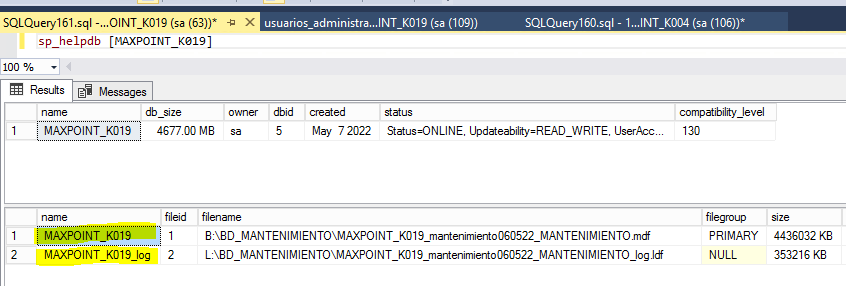 SQLQuery161.sql -...OINT_K019 (sa (63))* usuarios_administra...INT_K019 (sa (109)) SQLQuery160.sql - 1...1INT_K004 (sa (106))*
sp_helpdb [MAXPOINT_K019]
100 %
Results Messages
name db_size owner dbid created status compatibility_level
1 MAXPOINT_K019 4677.00 MB sa 5 May 7 2022 Status=ONLINE, Updateability=READ_WRITE, UserAcc... 130
name fileid filename filegroup size
1 MAXPOINT_K019 1 B:\BD_MANTENIMIENTO\MAXPOINT_K019_mantenimiento060522_MANTENIMIENTO.mdf PRIMARY 4436032 KB
2 MAXPOINT_K019_log 2 L:\BD_MANTENIMIENTO\MAXPOINT_K019_mantenimiento060522_MANTENIMIENTO_log.ldf NULL 353216 KB